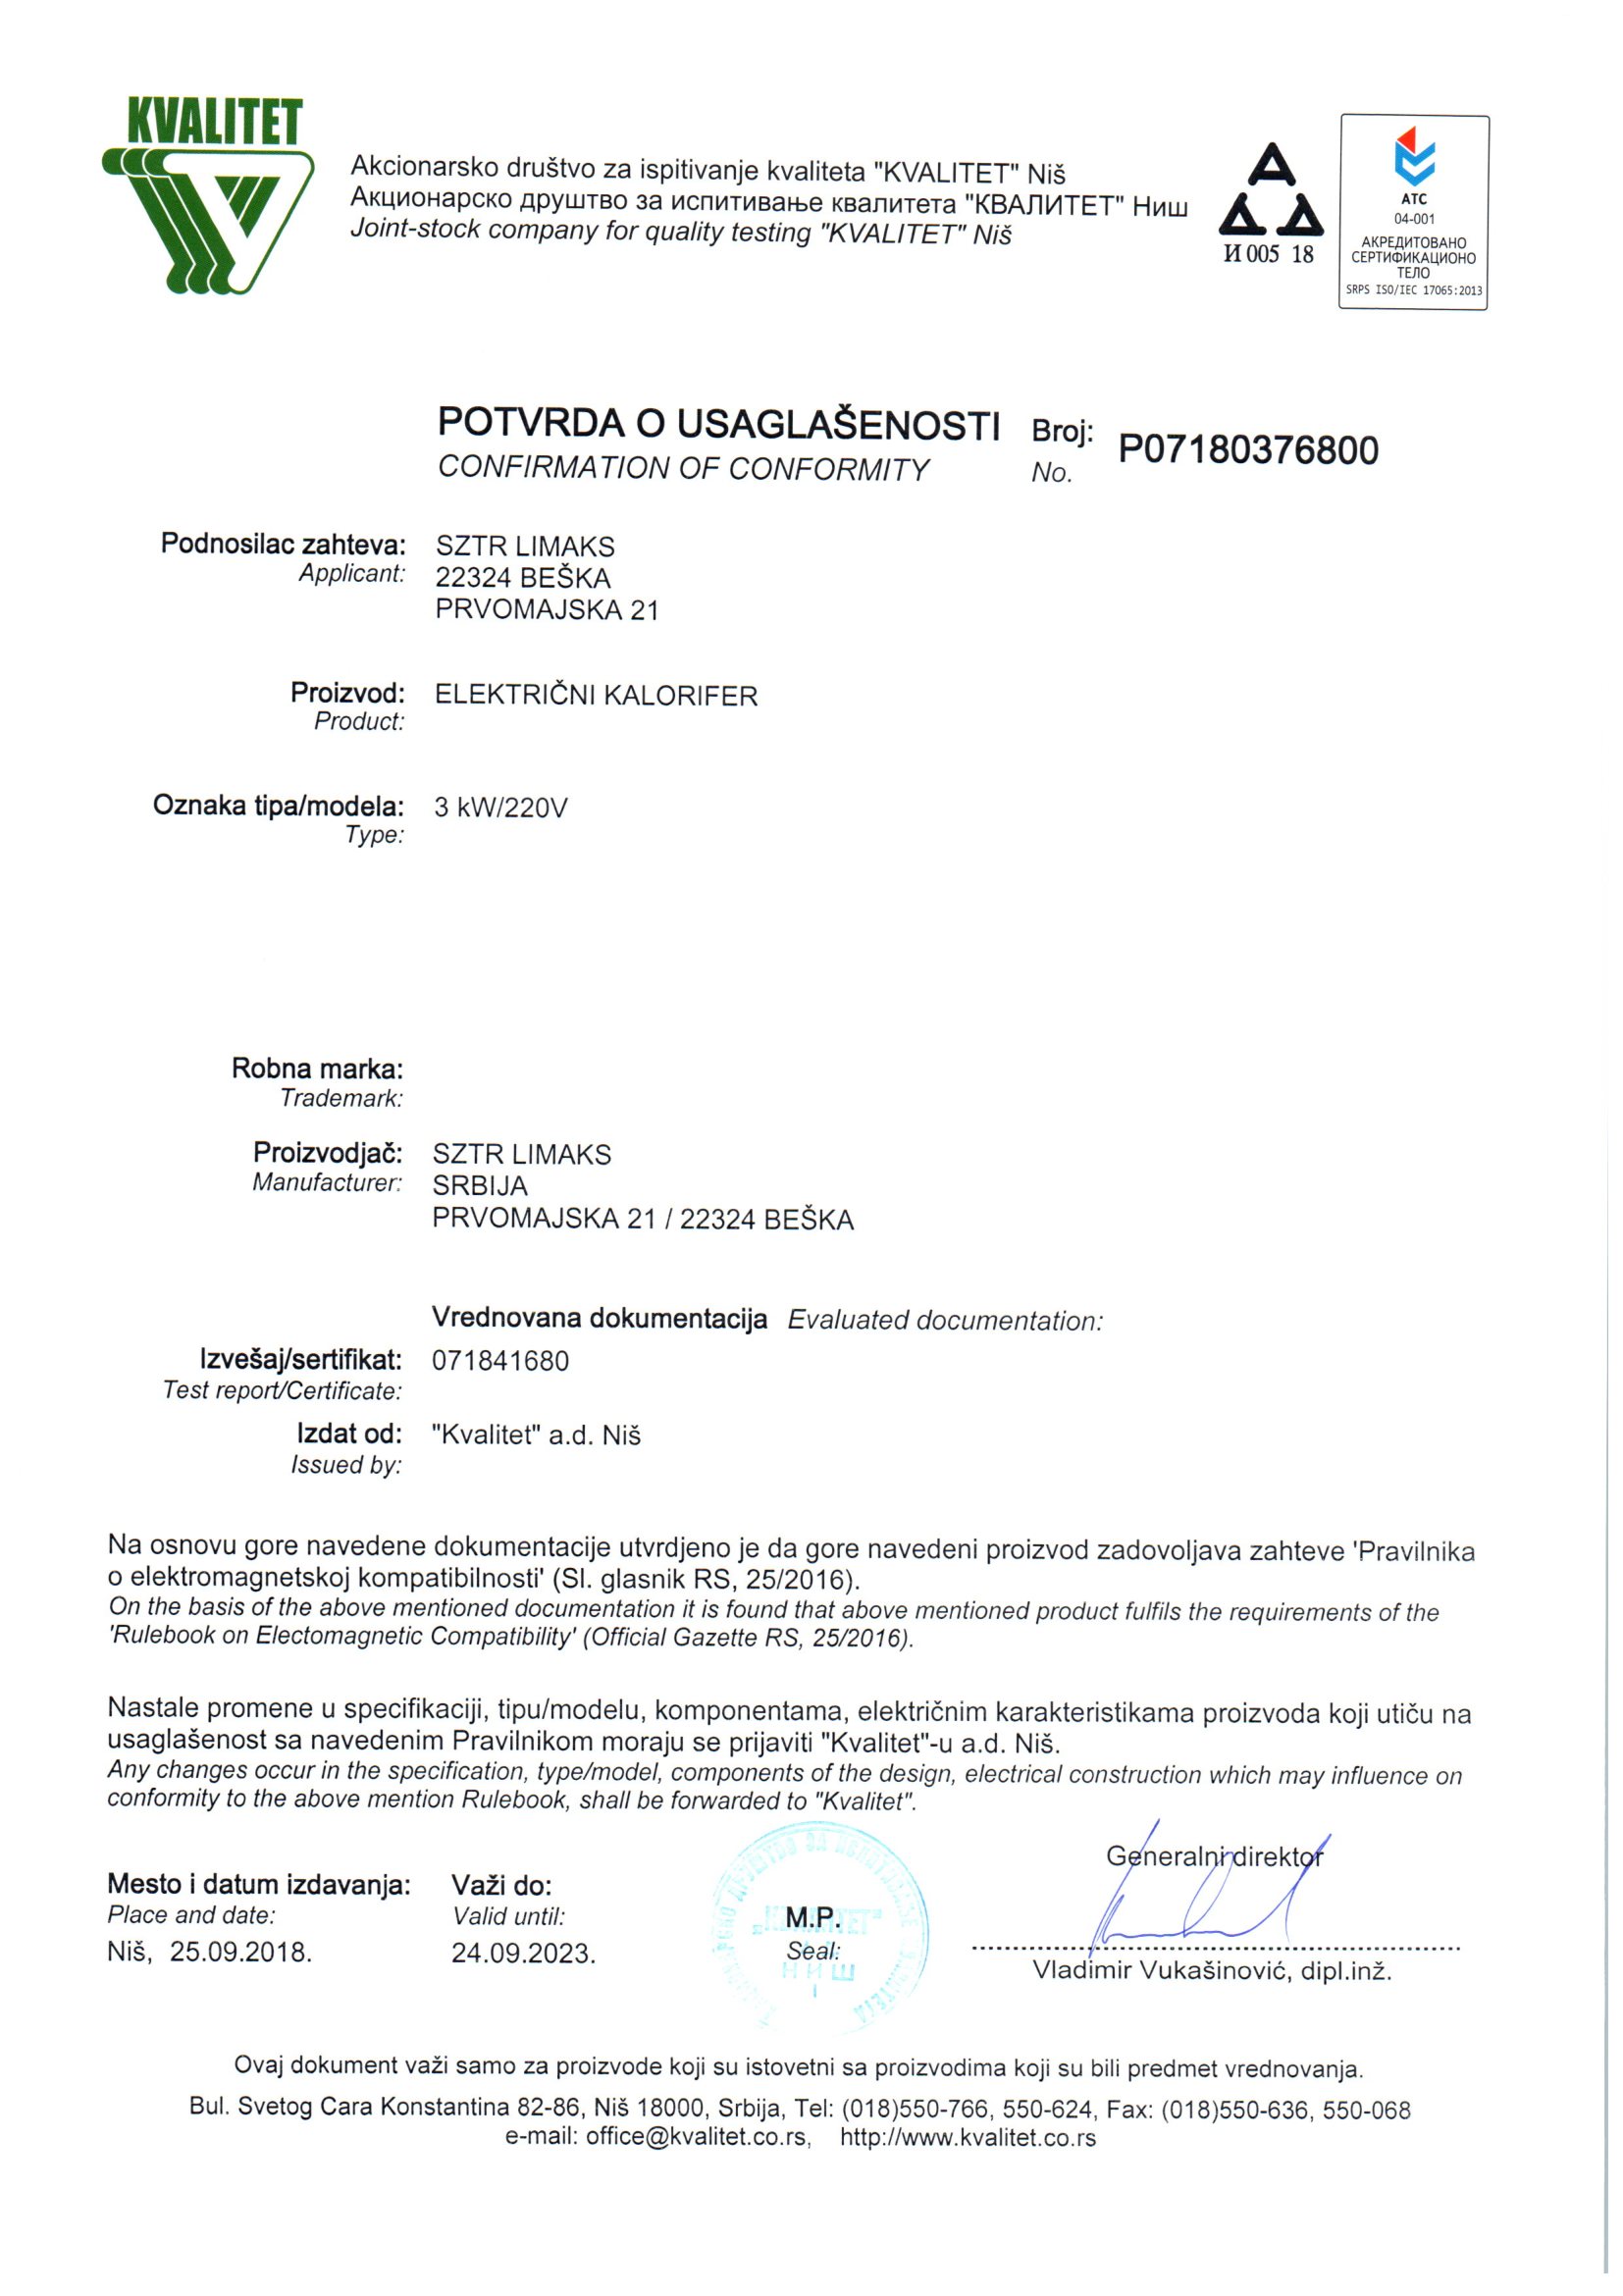 KVALITET
Akcionarsko društvo za ispitivanje kvaliteta "KVALITET" Niš
Акционарско друштво за испитивање квалитета "КВАЛИТЕТ" Ниш
Joint-stock company for quality testing "KVALITET" Niš
A
A A
И 005 18
АТС
04-001
АКРЕДИТОВАНО
СЕРТИФИКАЦИОНО
ТЕЛО
SRPS ISO/IEC 17065:2013
POTVRDA O USAGLAŠENOSTI Broj: P07180376800
CONFIRMATION OF CONFORMITY No.
Podnosilac zahteva: SZTR LIMAKS
Applicant: 22324 BEŠKA
PRVOMAJSKA 21
Proizvod: ELEKTRIČNI KALORIFER
Product:
Oznaka tipa/modela: 3 kW/220V
Type:
Robna marka:
Trademark:
Proizvodjač: SZTR LIMAKS
Manufacturer: SRBIJA
PRVOMAJSKA 21 / 22324 BEŠKA
Vrednovana dokumentacija Evaluated documentation:
Izvešaj/sertifikat: 071841680
Test report/Certificate:
Izdat od: "Kvalitet" a.d. Niš
Issued by:
Na osnovu gore navedene dokumentacije utvrdjeno je da gore navedeni proizvod zadovoljava zahteve 'Pravilnika
o elektromagnetskoj kompatibilnosti' (Sl. glasnik RS, 25/2016).
On the basis of the above mentioned documentation it is found that above mentioned product fulfils the requirements of the
'Rulebook on Electomagnetic Compatibility' (Official Gazette RS, 25/2016).
Nastale promene u specifikaciji, tipu/modelu, komponentama, električnim karakteristikama proizvoda koji utiču na
usaglašenost sa navedenim Pravilnikom moraju se prijaviti "Kvalitet"-u a.d. Niš.
Any changes occur in the specification, type/model, components of the design, electrical construction which may influence on
conformity to the above mention Rulebook, shall be forwarded to "Kvalitet".
Generalni direktor
Mesto i datum izdavanja: Važi do:
Place and date: Valid until:
M.P.
Seal:
НИШ
Niš, 25.09.2018. 24.09.2023.
Vladimir Vukašinović, dipl.inž.
Ovaj dokument važi samo za proizvode koji su istovetni sa proizvodima koji su bili predmet vrednovanja.
Bul. Svetog Cara Konstantina 82-86, Niš 18000, Srbija, Tel: (018)550-766, 550-624, Fax: (018)550-636, 550-068
e-mail: office@kvalitet.co.rs, http://www.kvalitet.co.rs